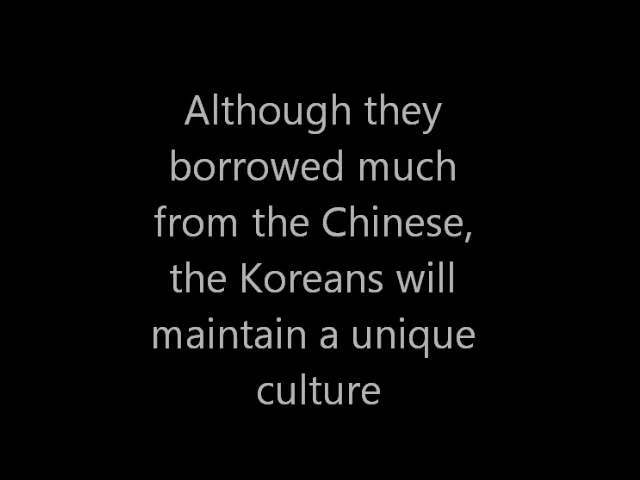 Although they
borrowed much
from the Chinese,
the Koreans will
maintain a unique
culture